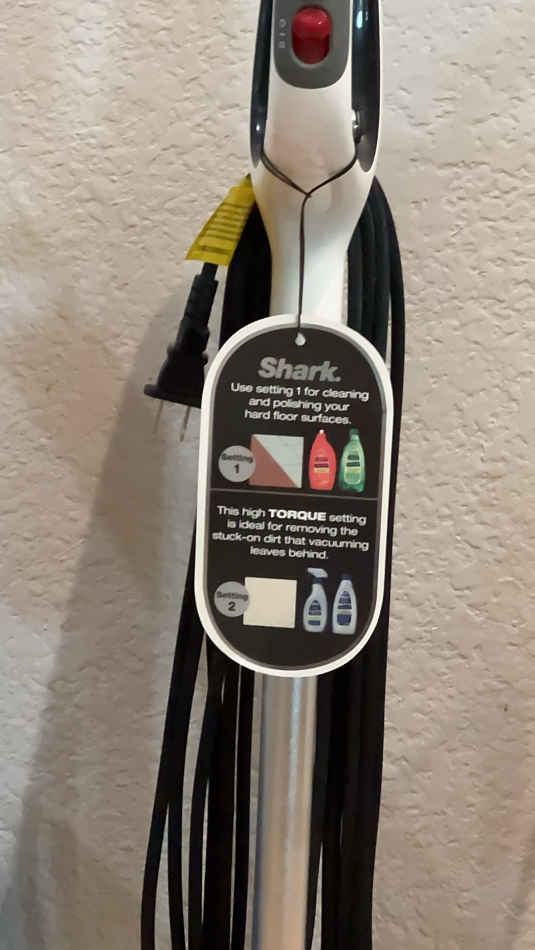 Shark.
Use setting 1 for cleaning
and polishing your
hard floor surfaces.
Setting
1
This high TORQUE setting
is ideal for removing the
stuck-on dirt that vacuuming
leaves behind.
Setting
2